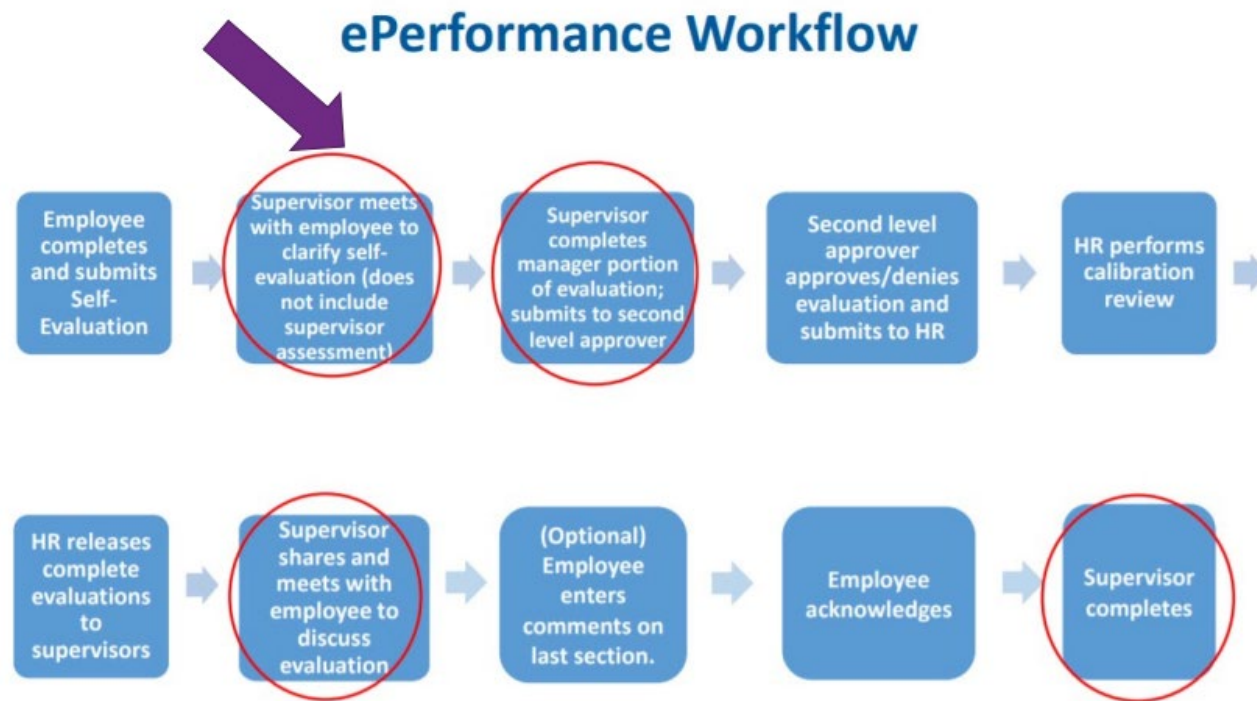 ePerformance Workflow
Employee
completes
and submits
Self-
Evaluation
Supervisor meets
with employee to
clarify self-
evaluation (does
not include
supervisor
assessment)
Supervisor
completes
manager portion
of evaluation;
submits to second
level approver
Second level
approver
approves/denies
evaluation and
submits to HR
HR performs
calibration
review
HR releases
complete
evaluations
to
supervisors
Supervisor
shares and
meets with
employee to
discuss
evaluation
(Optional)
Employee
enters
comments on
last section.
Employee
acknowledges
Supervisor
completes